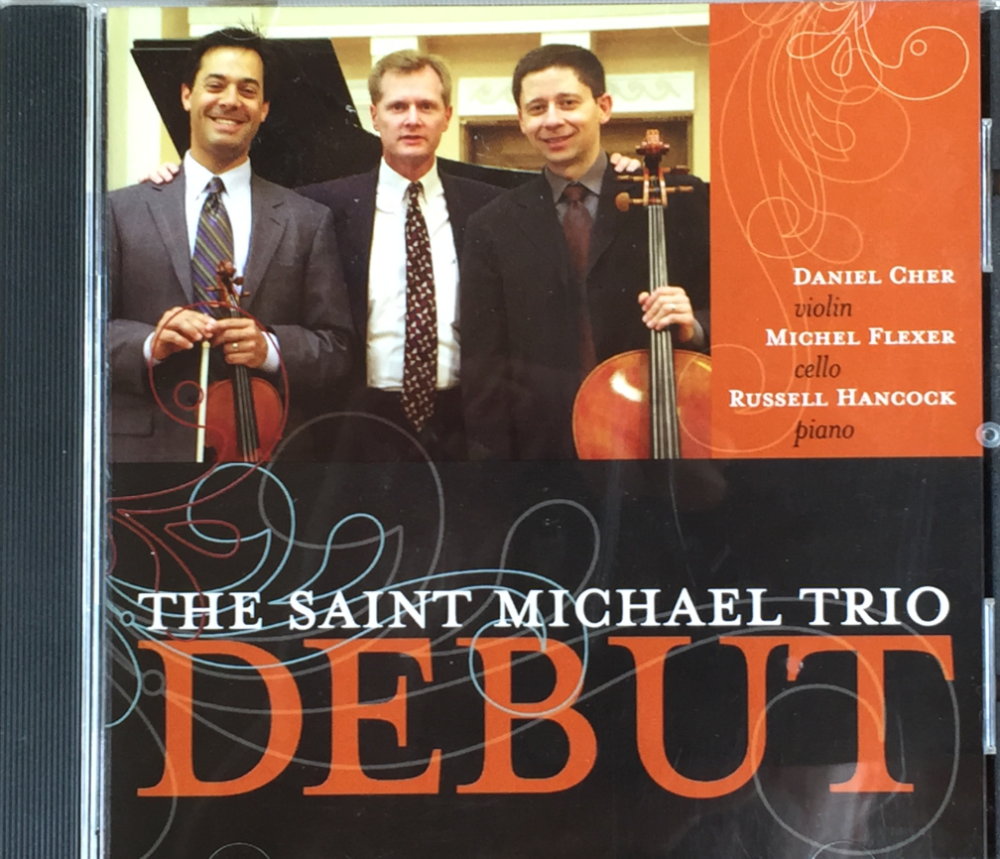 DANIEL CHER
violin
MICHEL FLEXER
cello
RUSSELL HANCOCK
piano
THE SAINT MICHAEL TRIO
DEBUT